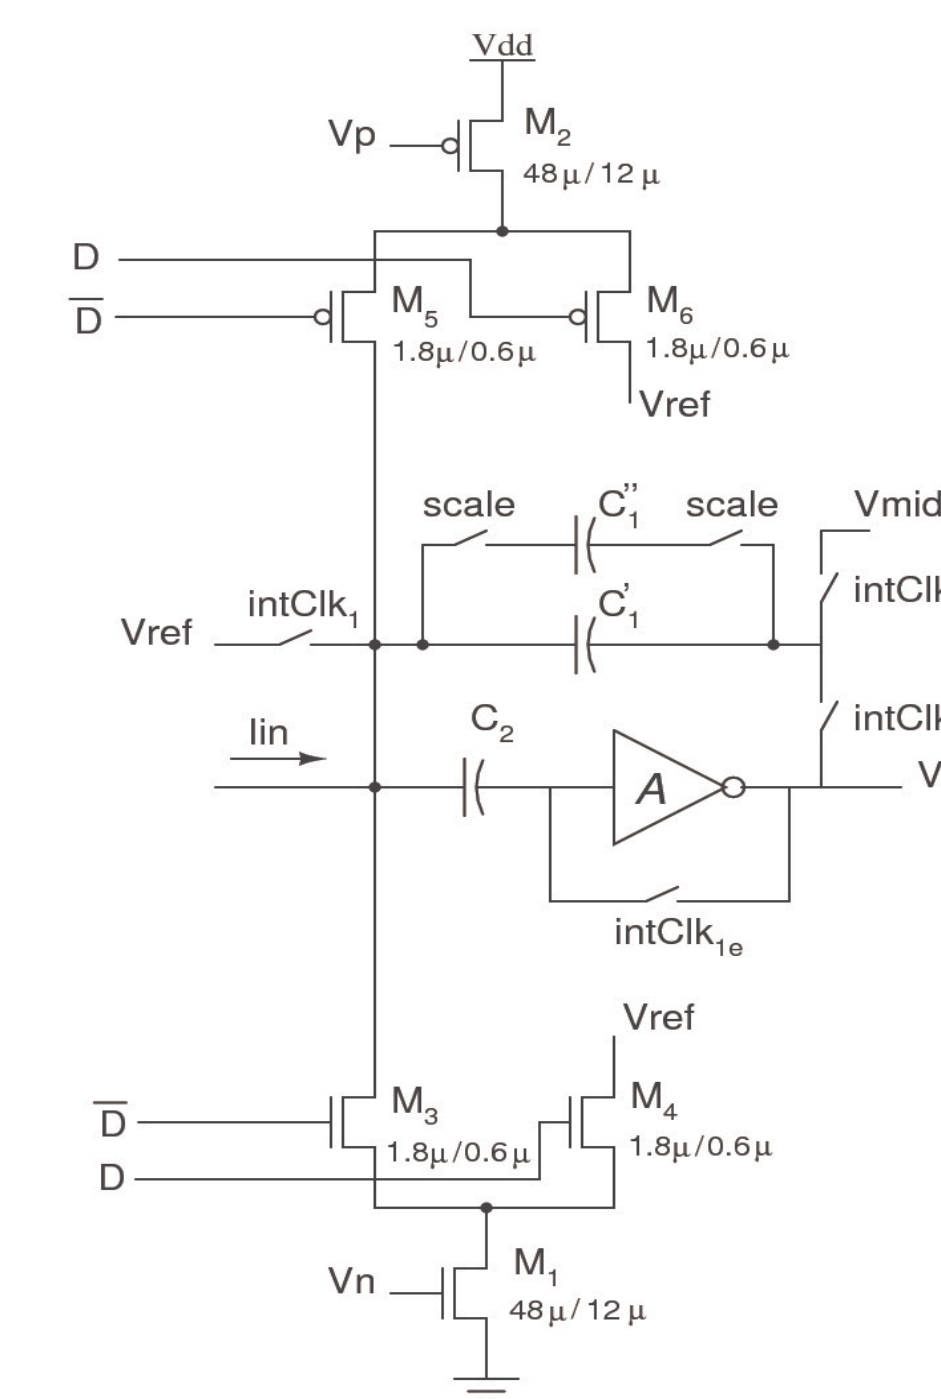 Vdd
Vp
M₂
48μ/12μ
D
D̅
M₅
1.8μ/0.6μ
M₆
1.8μ/0.6μ
Vref
scale
C₁''
scale
Vmid
intClk₁
C₁'
intClk
Vref
Iin
C₂
intClk
A
V
intClk₁ₑ
Vref
D̅
M₃
M₄
1.8μ/0.6μ
1.8μ/0.6μ
D
Vn
M₁
48μ/12μ